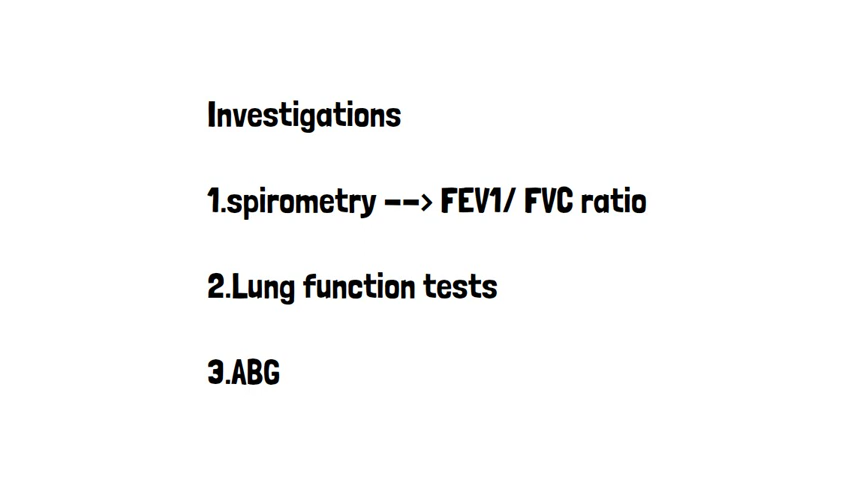 Investigations
1.spirometry --> FEV1/ FVC ratio
2.Lung function tests
3.ABG